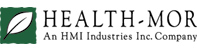 HEALTH-MOR
An HMI Industries Inc. Company